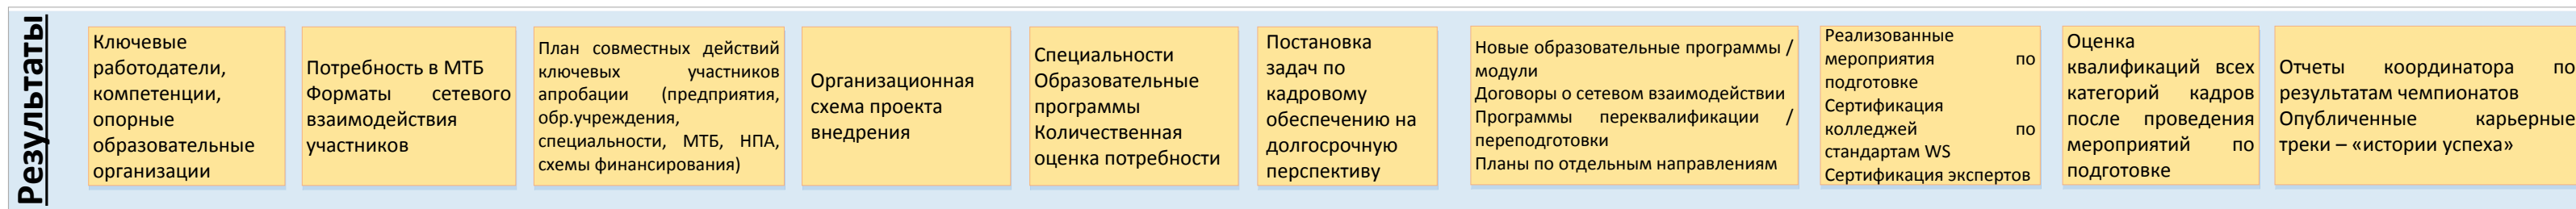 Результаты
Ключевые
работодатели,
компетенции,
опорные
образовательные
организации
Потребность в МТБ
Форматы сетевого
взаимодействия
участников
План совместных действий
ключевых участников
апробации (предприятия,
обр.учреждения,
специальности, МТБ, НПА,
схемы финансирования)
Организационная
схема проекта
внедрения
Специальности
Образовательные
программы
Количественная
оценка потребности
Постановка
задач по
кадровому
обеспечению на
долгосрочную
перспективу
Новые образовательные программы /
модули
Договоры о сетевом взаимодействии
Программы переквалификации /
переподготовки
Планы по отдельным направлениям
Реализованные
мероприятия по
подготовке
Сертификация
колледжей по
стандартам WS
Сертификация экспертов
Оценка
квалификаций всех
категорий кадров
после проведения
мероприятий по
подготовке
Отчеты координатора по
результатам чемпионатов
Опубличенные карьерные
треки – «истории успеха»